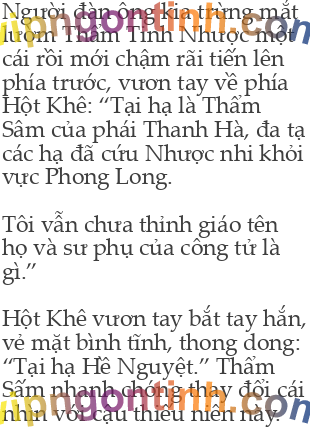 Người đàn ông kia trừng mắt
lườm Thẩm Tinh Nhược một
cái rồi mới chậm rãi tiến lên
phía trước, vươn tay về phía
Hột Khê: “Tại hạ là Thẩm
Sâm của phái Thanh Hà, đa tạ
các hạ đã cứu Nhược nhi khỏi
vực Phong Long.
Tôi vẫn chưa thỉnh giáo tên
họ và sư phụ của công tử là
gì.”
Hột Khê vươn tay bắt tay hắn,
vẻ mặt bình tĩnh, thong dong:
“Tại hạ Hề Nguyệt.” Thẩm
Sấm nhanh chóng thay đổi cái
nhìn với cậu thiếu niên này.